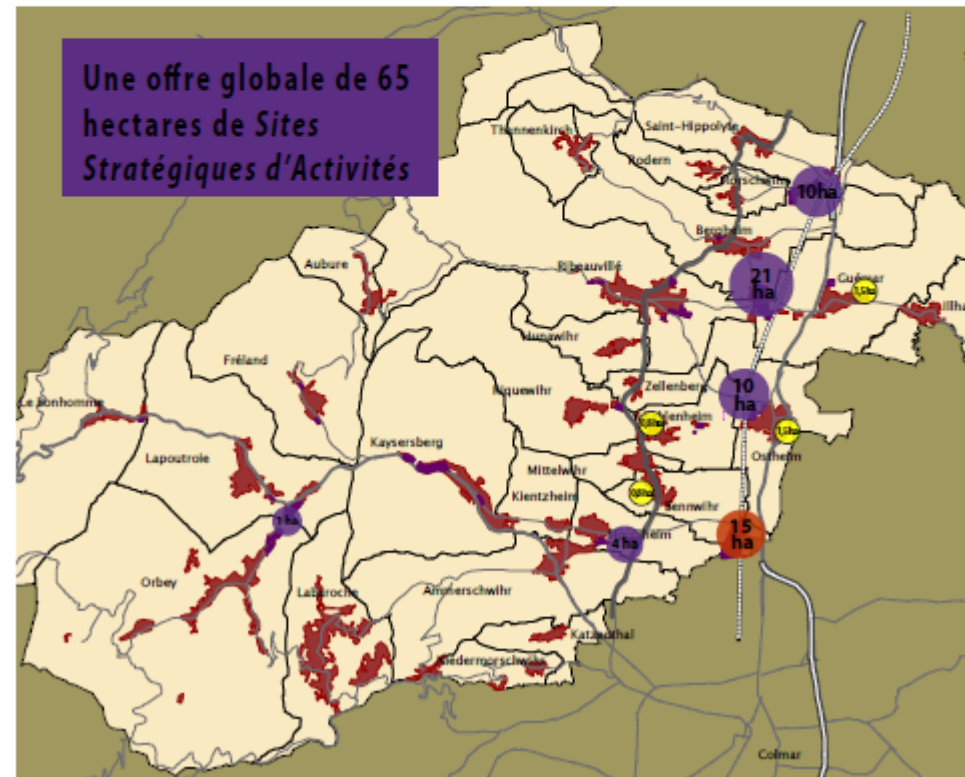 Une offre globale de 65
hectares de Sites
Stratégiques d'Activités
Thannenkirch
Saint-Hippolyte
Rodern
10ha
Bergheim
Aubure
Ribeauvillé
21
ha
Guémar
Hunawihr
Fréland
Zellenberg
10
ha
Le Bonhomme
Kaysersberg
Lapoutroie
Ostheim
Mittelwihr
Kientzheim
Bennwihr
1 ha
4 ha
15
ha
Orbey
Labaroche
Ammerschwihr
Katzenthal
Niedermorschwihr
Colmar